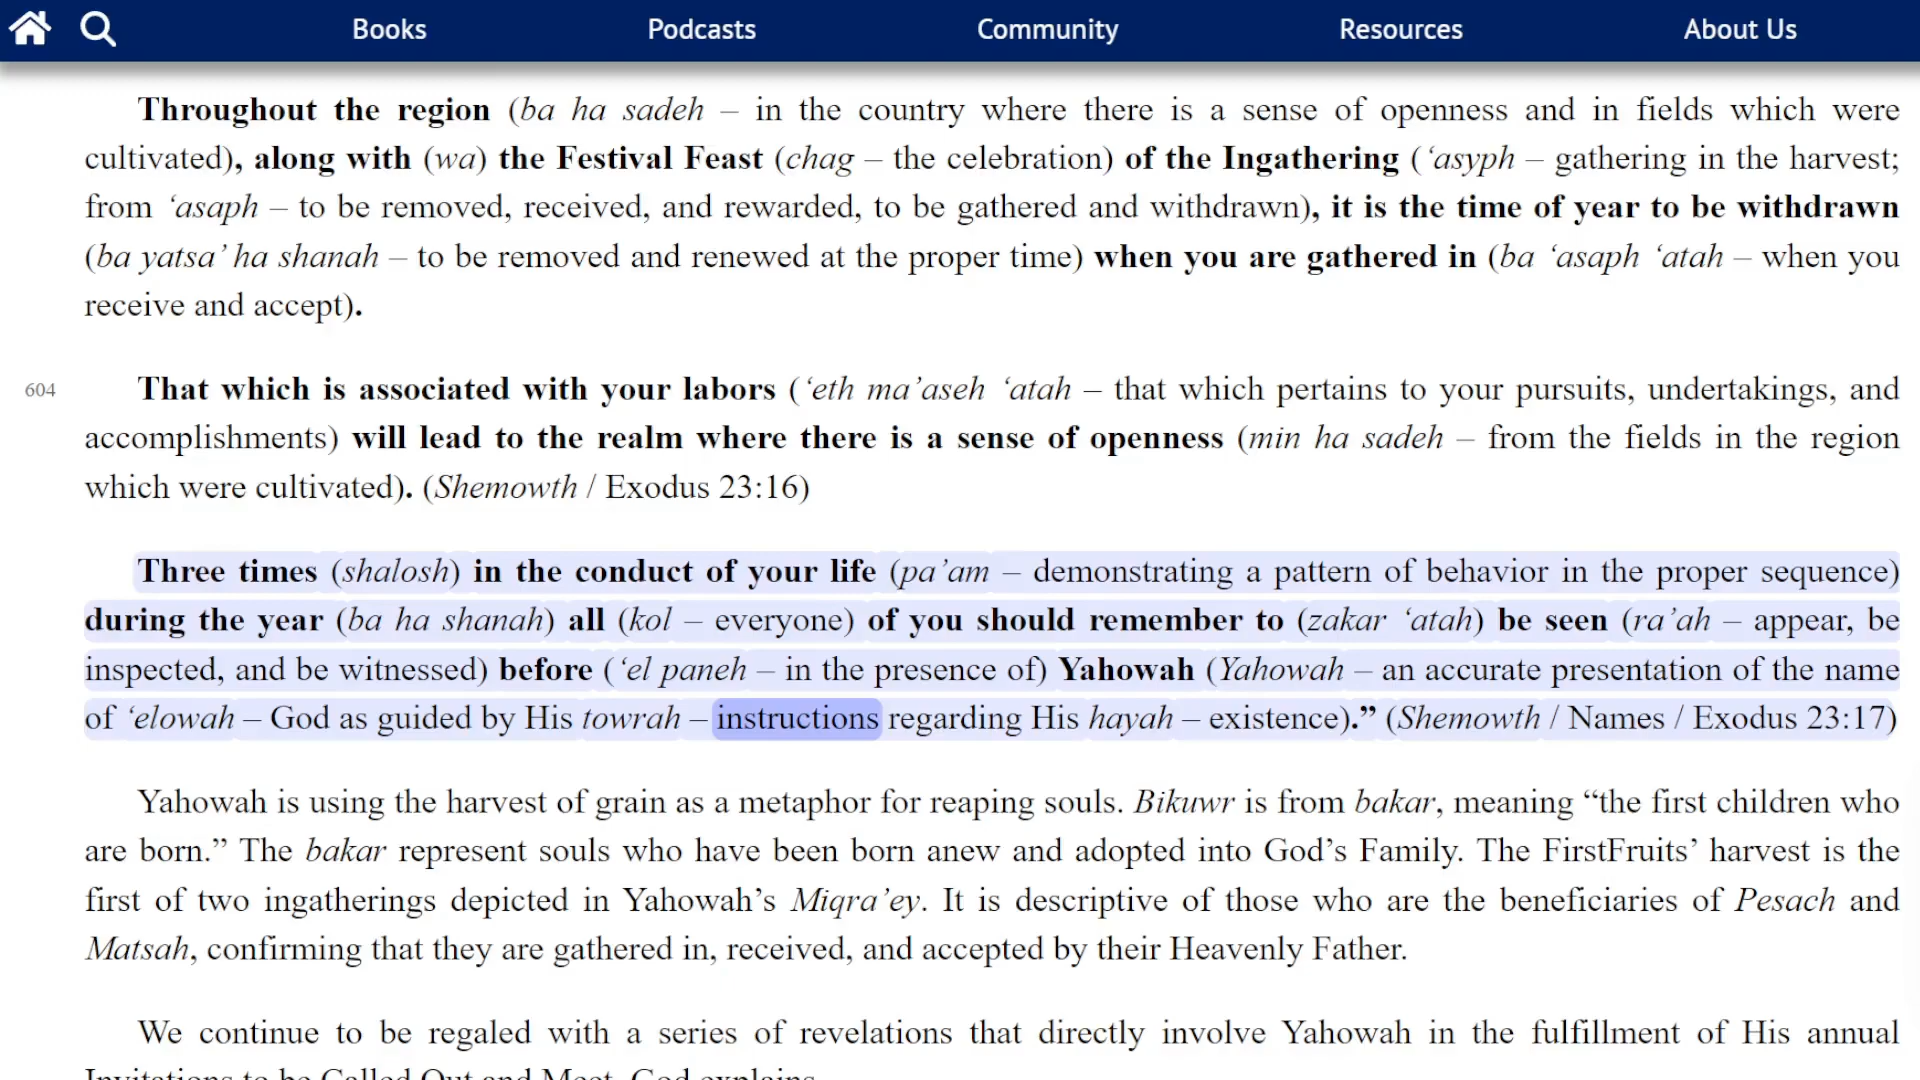 Books Podcasts Community Resources About Us
Throughout the region (ba ha sadeh – in the country where there is a sense of openness and in fields which were
cultivated), along with (wa) the Festival Feast (chag – the celebration) of the Ingathering (‘asyph – gathering in the harvest;
from ‘asaph – to be removed, received, and rewarded, to be gathered and withdrawn), it is the time of year to be withdrawn
(ba yatsa’ ha shanah – to be removed and renewed at the proper time) when you are gathered in (ba ‘asaph ‘atah – when you
receive and accept).
604
That which is associated with your labors (‘eth ma’aseh ‘atah – that which pertains to your pursuits, undertakings, and
accomplishments) will lead to the realm where there is a sense of openness (min ha sadeh – from the fields in the region
which were cultivated). (Shemowth / Exodus 23:16)
Three times (shalosh) in the conduct of your life (pa’am – demonstrating a pattern of behavior in the proper sequence)
during the year (ba ha shanah) all (kol – everyone) of you should remember to (zakar ‘atah) be seen (ra’ah – appear, be
inspected, and be witnessed) before (‘el paneh – in the presence of) Yahowah (Yahowah – an accurate presentation of the name
of ‘elowah – God as guided by His towrah – instructions regarding His hayah – existence).” (Shemowth / Names / Exodus 23:17)
Yahowah is using the harvest of grain as a metaphor for reaping souls. Bikuwr is from bakar, meaning “the first children who
are born.” The bakar represent souls who have been born anew and adopted into God’s Family. The FirstFruits’ harvest is the
first of two ingatherings depicted in Yahowah’s Miqra’ey. It is descriptive of those who are the beneficiaries of Pesach and
Matsah, confirming that they are gathered in, received, and accepted by their Heavenly Father.
We continue to be regaled with a series of revelations that directly involve Yahowah in the fulfillment of His annual
Invitations to be Called Out and Meet. God explains